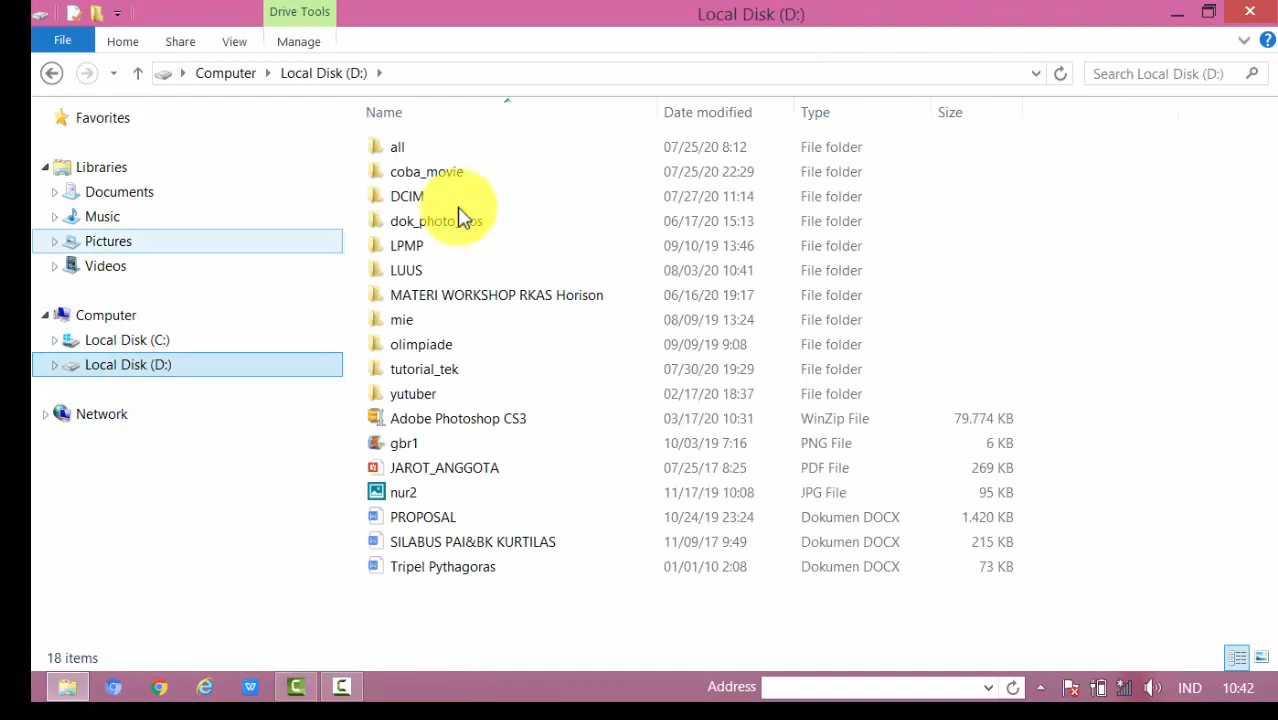 Drive Tools
Local Disk (D:)
File Home Share View Manage
Computer Local Disk (D:)
Search Local Disk (D:)
Favorites
Libraries
Documents
Music
Pictures
Videos
Computer
Local Disk (C:)
Local Disk (D:)
Network
Name Date modified Type Size
all 07/25/20 8:12 File folder
coba_movie 07/25/20 22:29 File folder
DCIM 07/27/20 11:14 File folder
06/17/20 15:13 File folder
LPMP 09/10/19 13:46 File folder
LUUS 08/03/20 10:41 File folder
MATERI WORKSHOP RKAS Horison 06/16/20 19:17 File folder
mie 08/09/19 13:24 File folder
olimpiade 09/09/19 9:08 File folder
tutorial_tek 07/30/20 19:29 File folder
yutuber 02/17/20 18:37 File folder
Adobe Photoshop CS3 03/17/20 10:31 WinZip File 79.774 KB
gbr1 10/03/19 7:16 PNG File 6 KB
JAROT_ANGGOTA 07/25/17 8:25 PDF File 269 KB
nur2 11/17/19 10:08 JPG File 95 KB
PROPOSAL 10/24/19 23:24 Dokumen DOCX 1.420 KB
SILABUS PAI&BK KURTILAS 11/09/17 9:49 Dokumen DOCX 215 KB
Tripel Pythagoras 01/01/10 2:08 Dokumen DOCX 73 KB
18 items
Address
IND
10:42